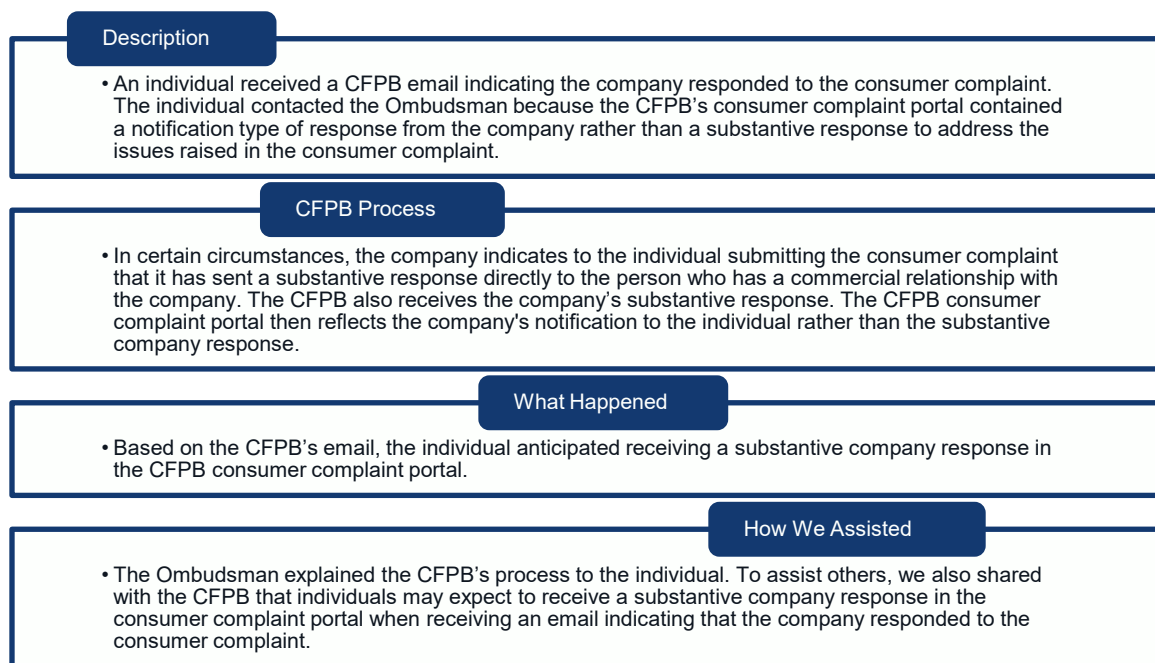 Description
• An individual received a CFPB email indicating the company responded to the consumer complaint.
The individual contacted the Ombudsman because the CFPB’s consumer complaint portal contained
a notification type of response from the company rather than a substantive response to address the
issues raised in the consumer complaint.
CFPB Process
• In certain circumstances, the company indicates to the individual submitting the consumer complaint
that it has sent a substantive response directly to the person who has a commercial relationship with
the company. The CFPB also receives the company’s substantive response. The CFPB consumer
complaint portal then reflects the company's notification to the individual rather than the substantive
company response.
What Happened
• Based on the CFPB’s email, the individual anticipated receiving a substantive company response in
the CFPB consumer complaint portal.
How We Assisted
• The Ombudsman explained the CFPB’s process to the individual. To assist others, we also shared
with the CFPB that individuals may expect to receive a substantive company response in the
consumer complaint portal when receiving an email indicating that the company responded to the
consumer complaint.